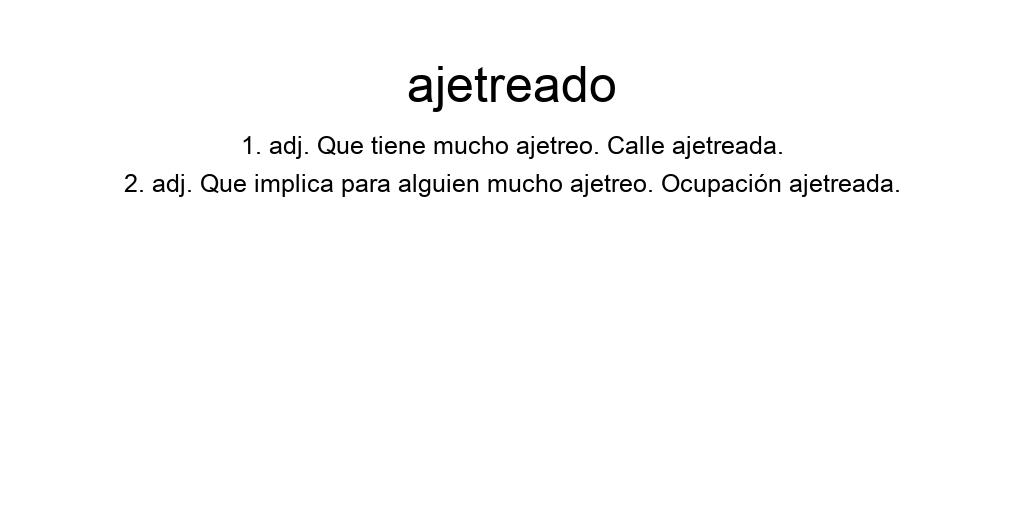 ajetreado
1. adj. Que tiene mucho ajetreo. Calle ajetreada.
2. adj. Que implica para alguien mucho ajetreo. Ocupación ajetreada.